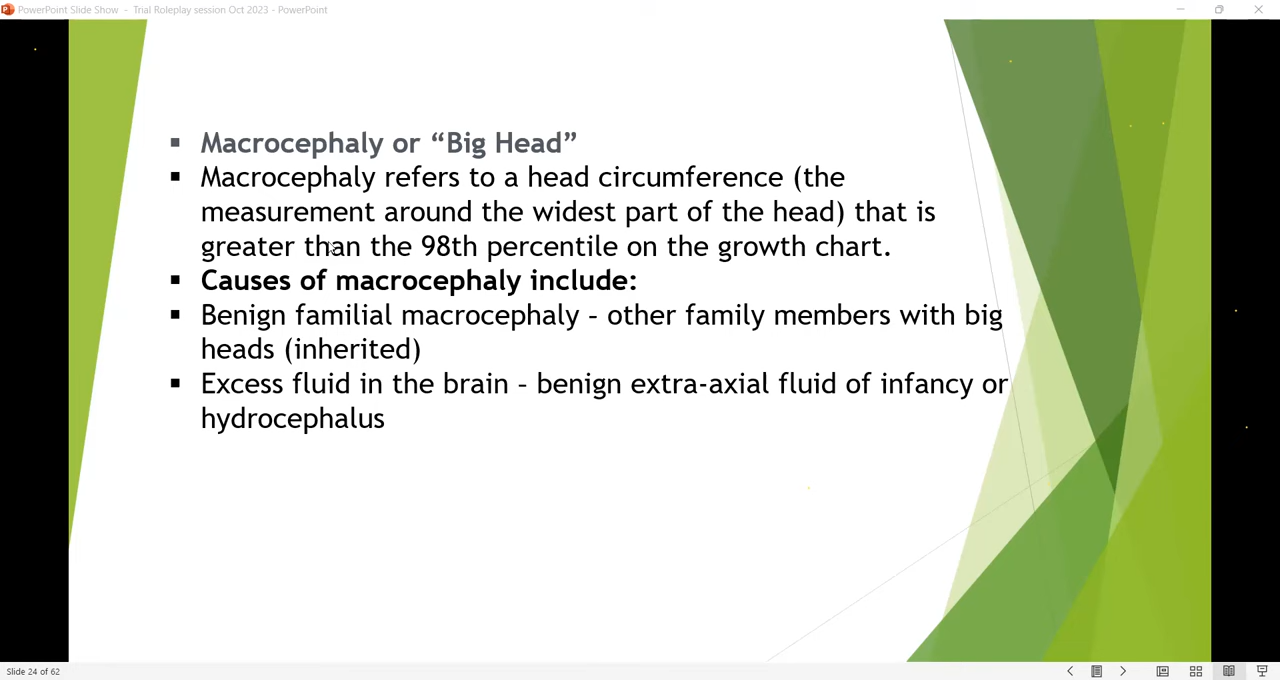 PowerPoint Slide Show - Trial Roleplay session Oct 2023 - PowerPoint
▪ Macrocephaly or “Big Head”
▪ Macrocephaly refers to a head circumference (the
measurement around the widest part of the head) that is
greater than the 98th percentile on the growth chart.
▪ Causes of macrocephaly include:
▪ Benign familial macrocephaly – other family members with big
heads (inherited)
▪ Excess fluid in the brain – benign extra-axial fluid of infancy or
hydrocephalus
Slide 24 of 62